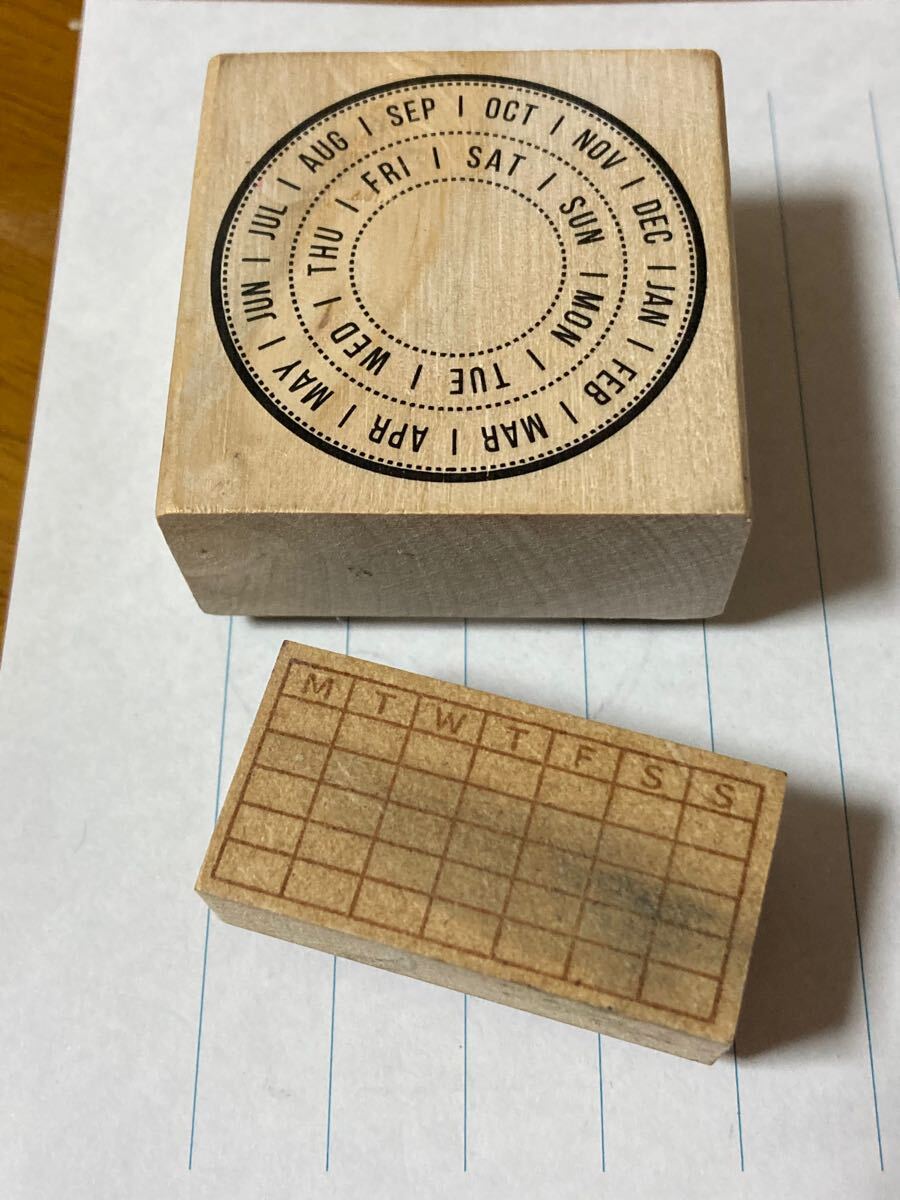 JAN | FEB | MAR | APR | MAY | JUN | JUL | AUG | SEP | OCT | NOV | DEC |
SUN | MON | TUE | WED | THU | FRI | SAT |
M T W T F S S